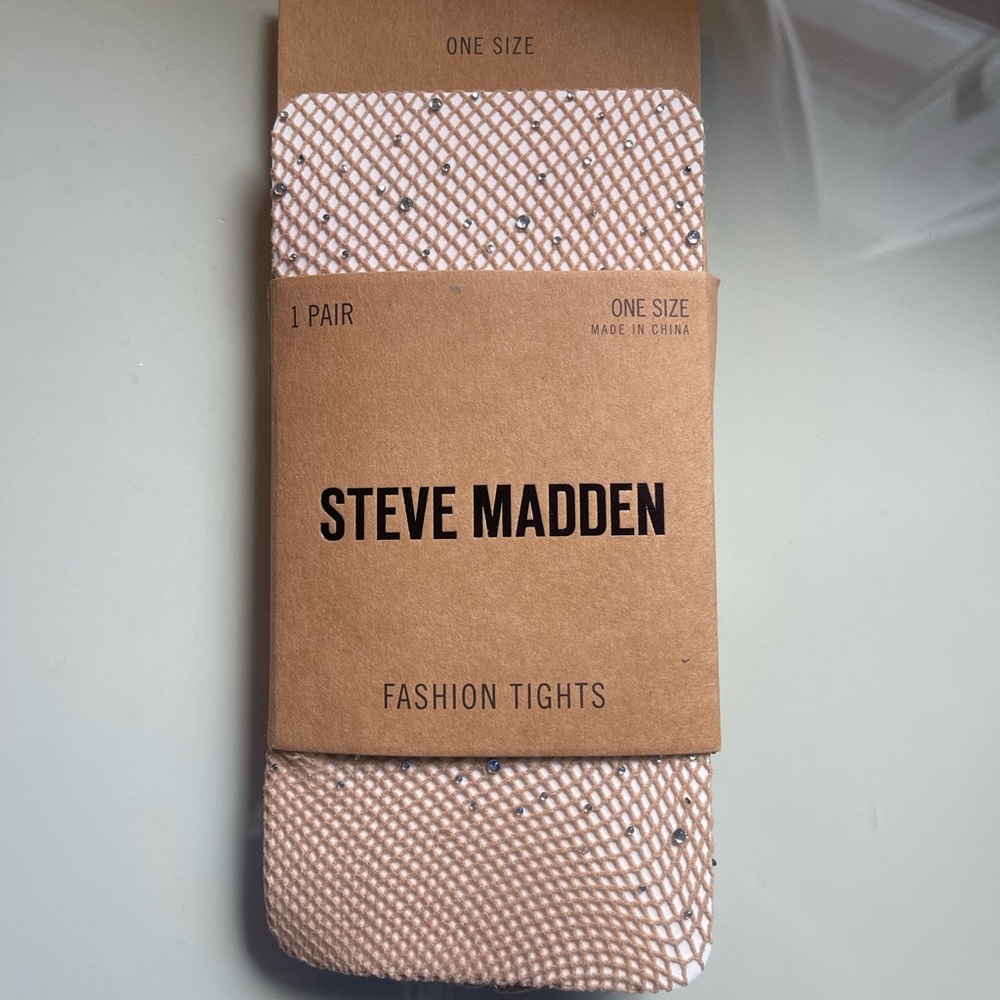 ONE SIZE
1 PAIR
ONE SIZE
MADE IN CHINA
STEVE MADDEN
FASHION TIGHTS